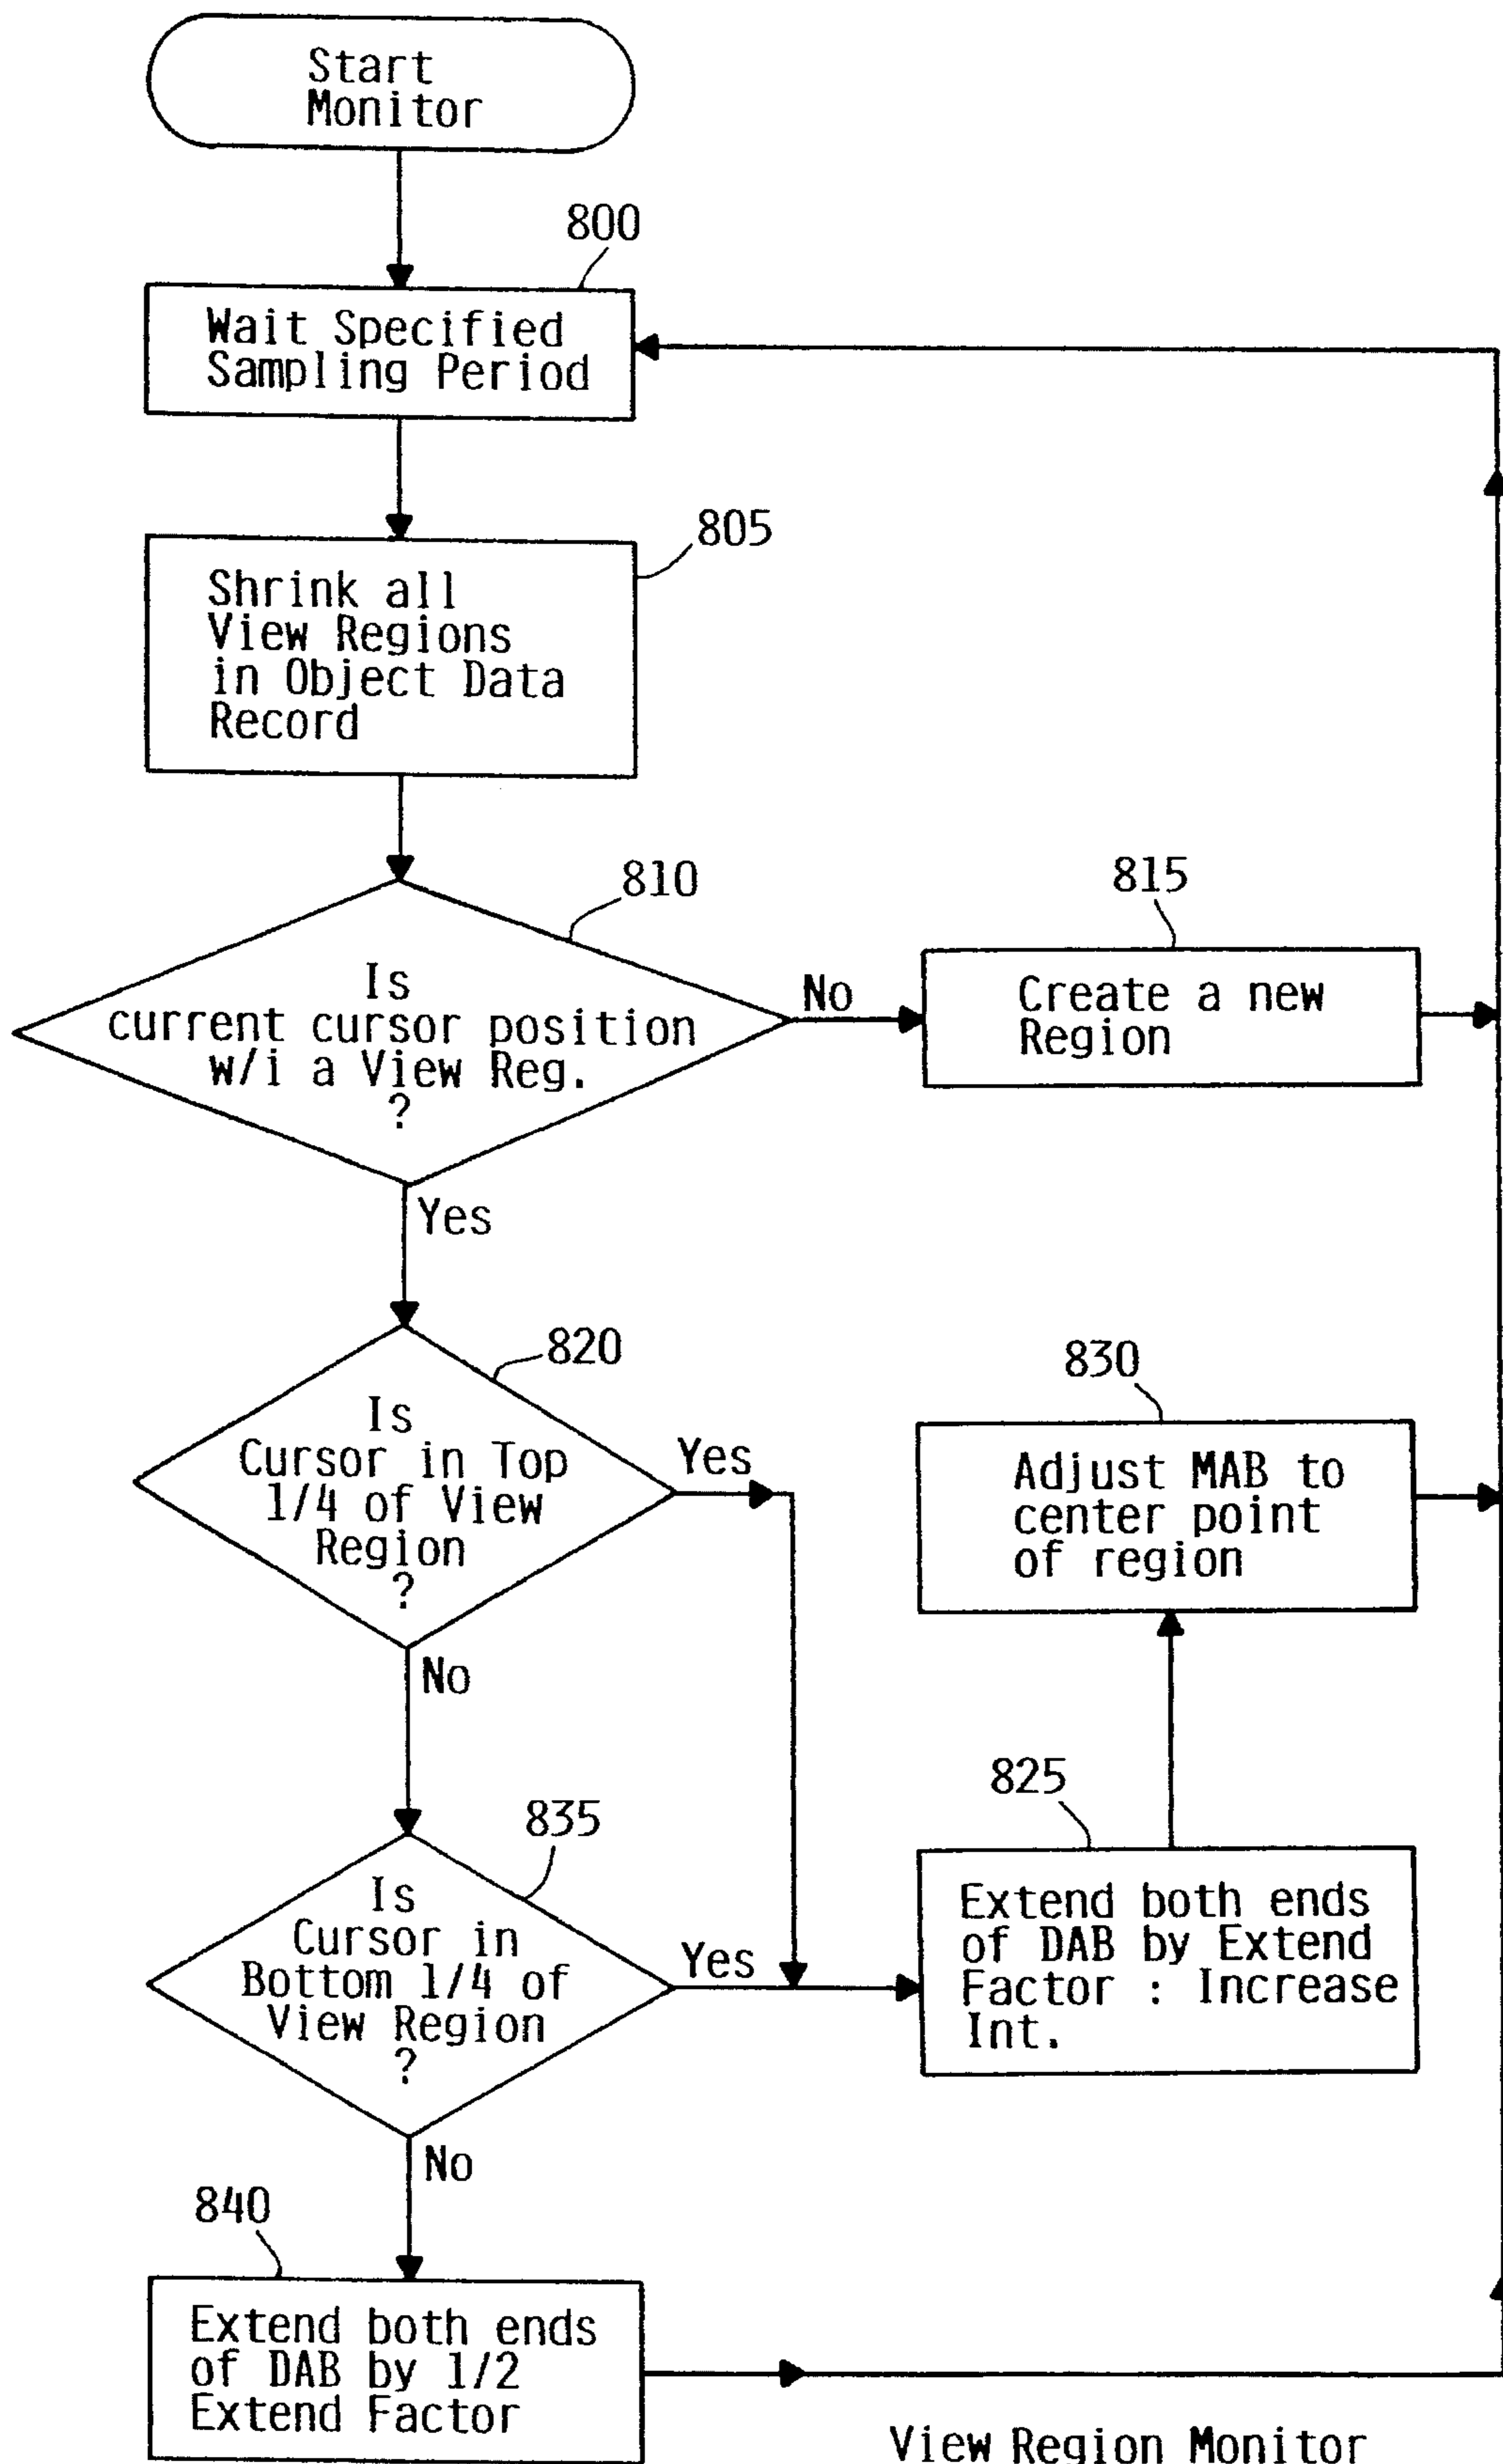 Start
Monitor
800
Wait Specified
Sampling Period
805
Shrink all
View Regions
in Object Data
Record
810
Is
current cursor position
w/i a View Reg.
?
No
815
Create a new
Region
Yes
820
Is
Cursor in Top
1/4 of View
Region
?
Yes
830
Adjust MAB to
center point
of region
No
835
Is
Cursor in
Bottom 1/4 of
View Region
?
Yes
825
Extend both ends
of DAB by Extend
Factor : Increase
Int.
No
840
Extend both ends
of DAB by 1/2
Extend Factor
View Region Monitor